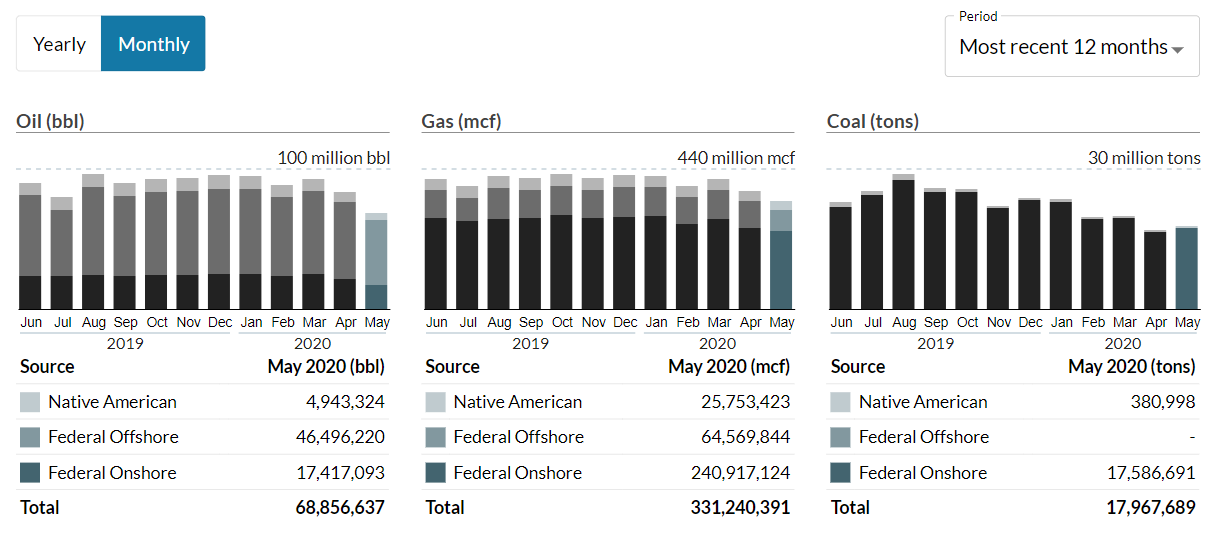 Yearly Monthly
Period
Most recent 12 months
Oil (bbl)
100 million bbl
Jun Jul Aug Sep Oct Nov Dec Jan Feb Mar Apr May
2019 2020
Source May 2020 (bbl)
Native American 4,943,324
Federal Offshore 46,496,220
Federal Onshore 17,417,093
Total 68,856,637
Gas (mcf)
440 million mcf
Jun Jul Aug Sep Oct Nov Dec Jan Feb Mar Apr May
2019 2020
Source May 2020 (mcf)
Native American 25,753,423
Federal Offshore 64,569,844
Federal Onshore 240,917,124
Total 331,240,391
Coal (tons)
30 million tons
Jun Jul Aug Sep Oct Nov Dec Jan Feb Mar Apr May
2019 2020
Source May 2020 (tons)
Native American 380,998
Federal Offshore -
Federal Onshore 17,586,691
Total 17,967,689